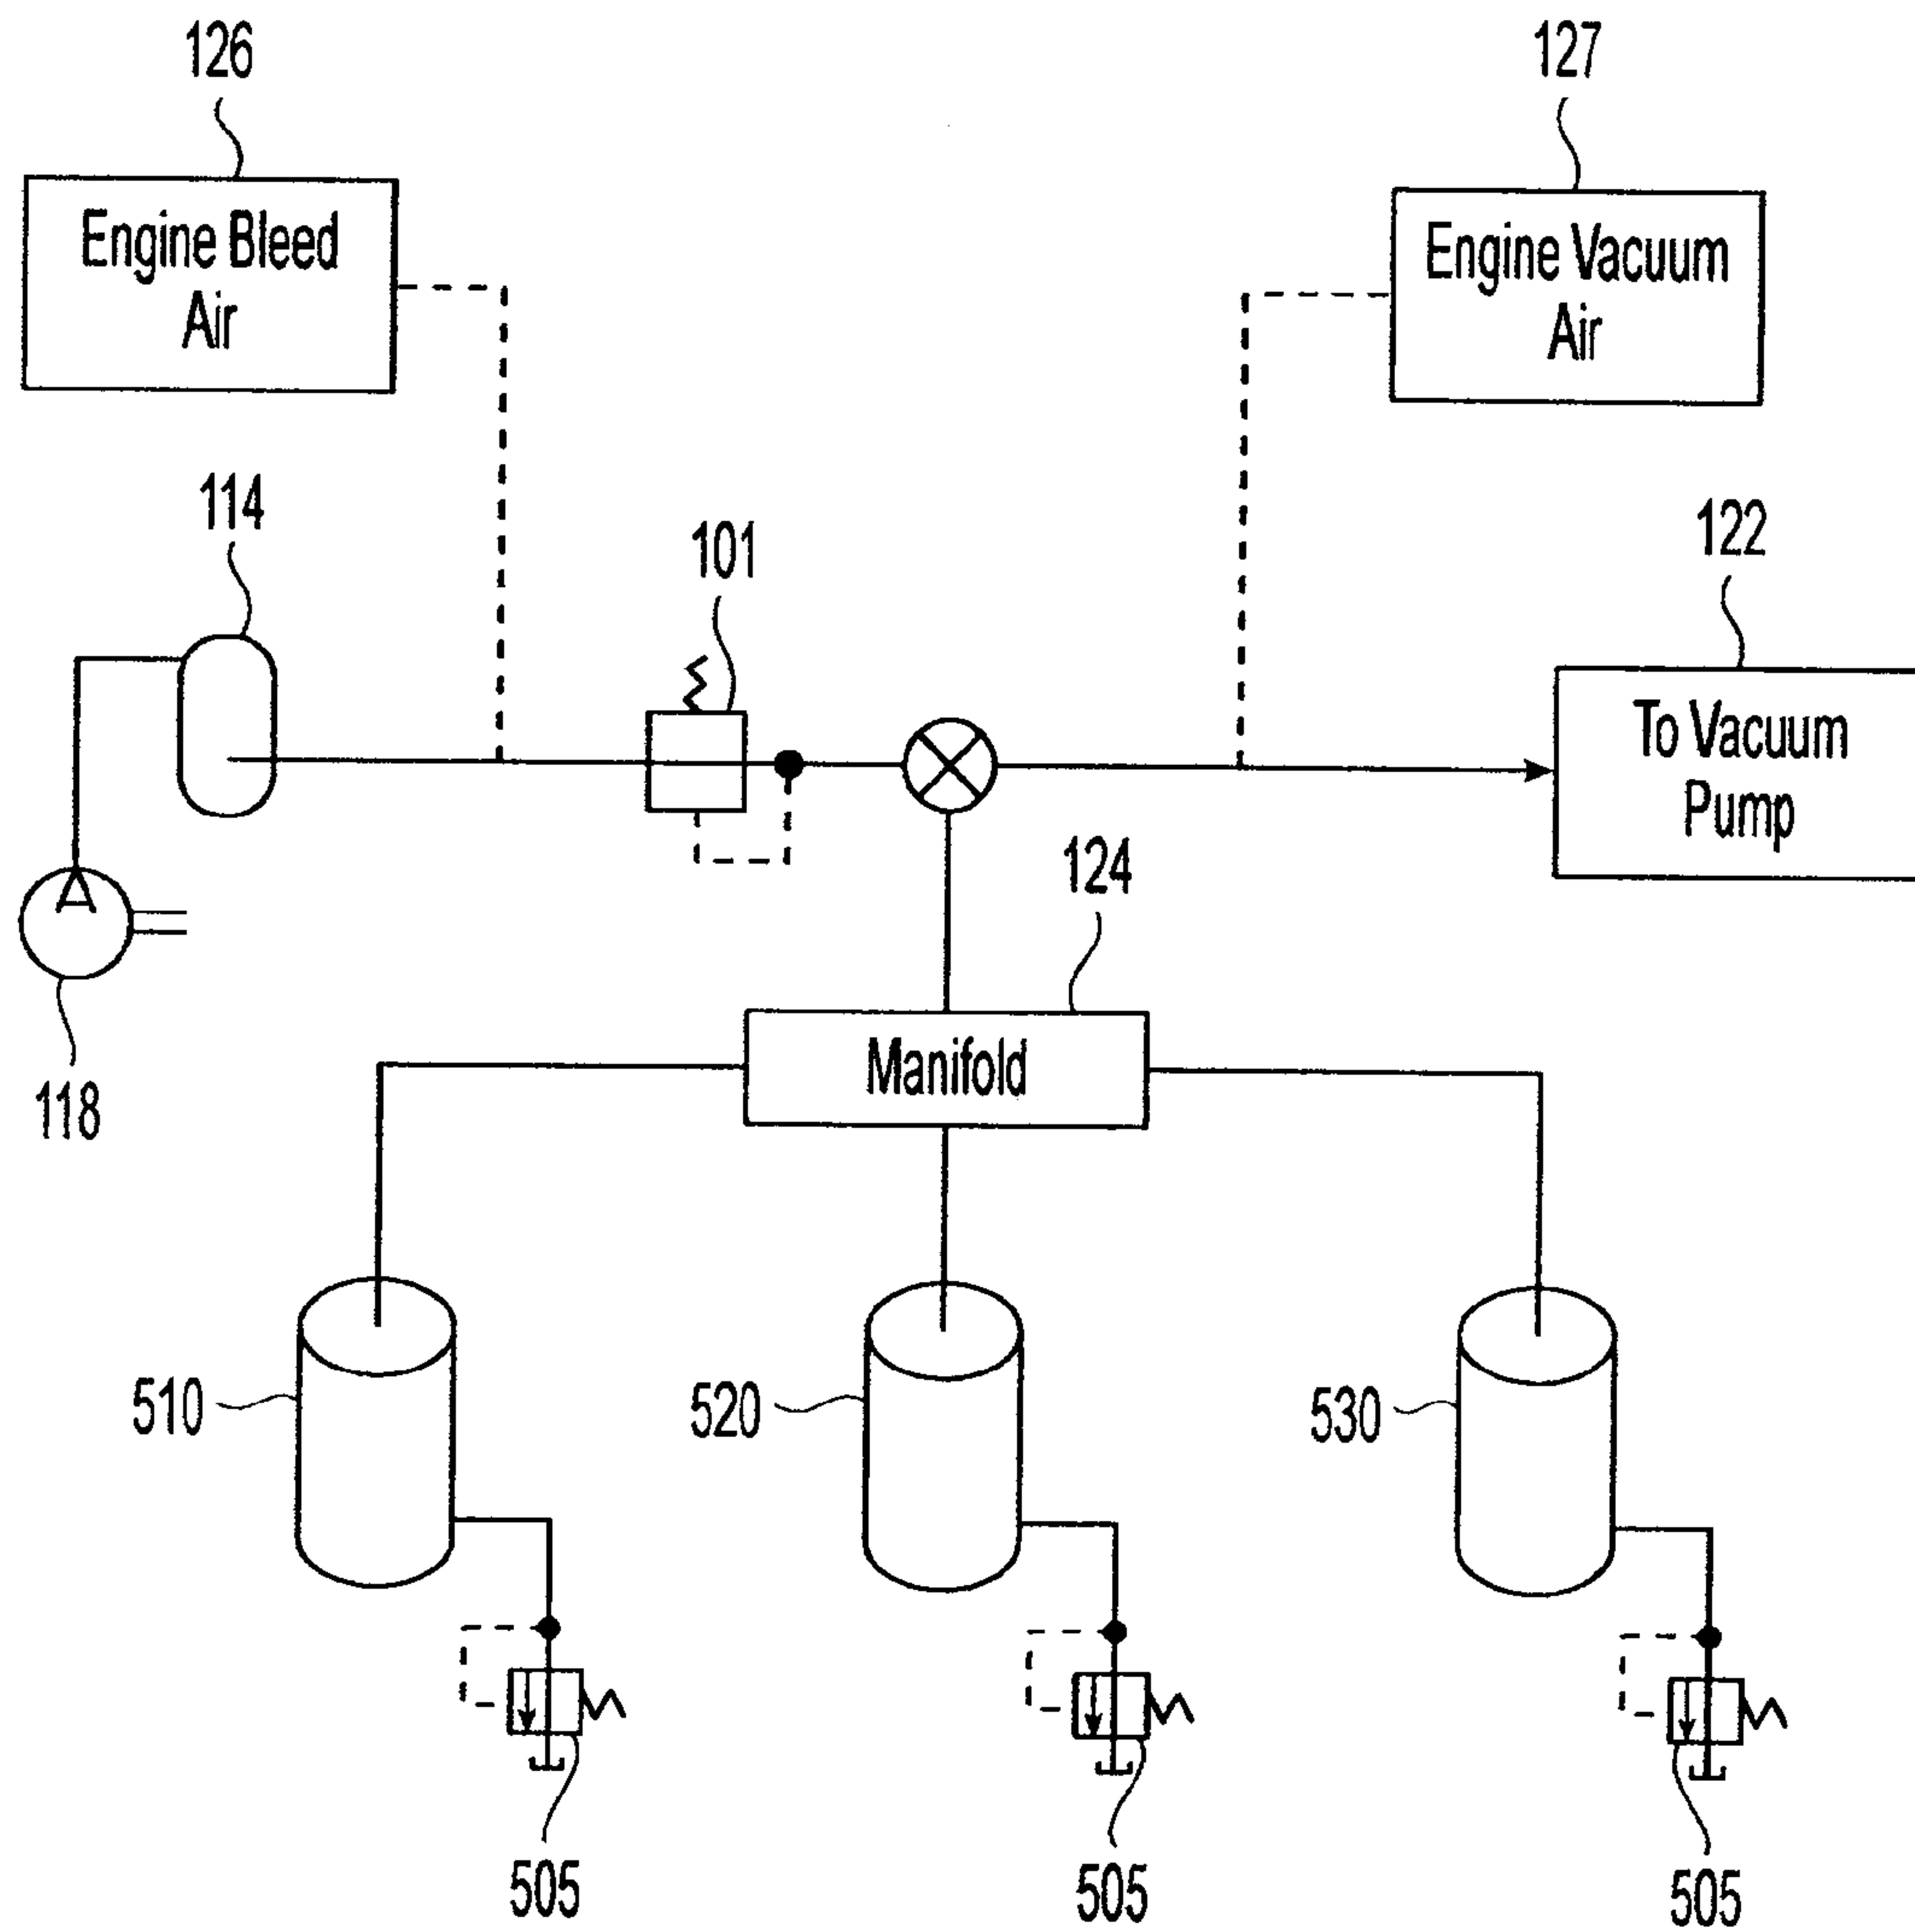 126
127
Engine Bleed
Air
Engine Vacuum
Air
114
101
122
To Vacuum
Pump
124
118
Manifold
510
520
530
505
505
505